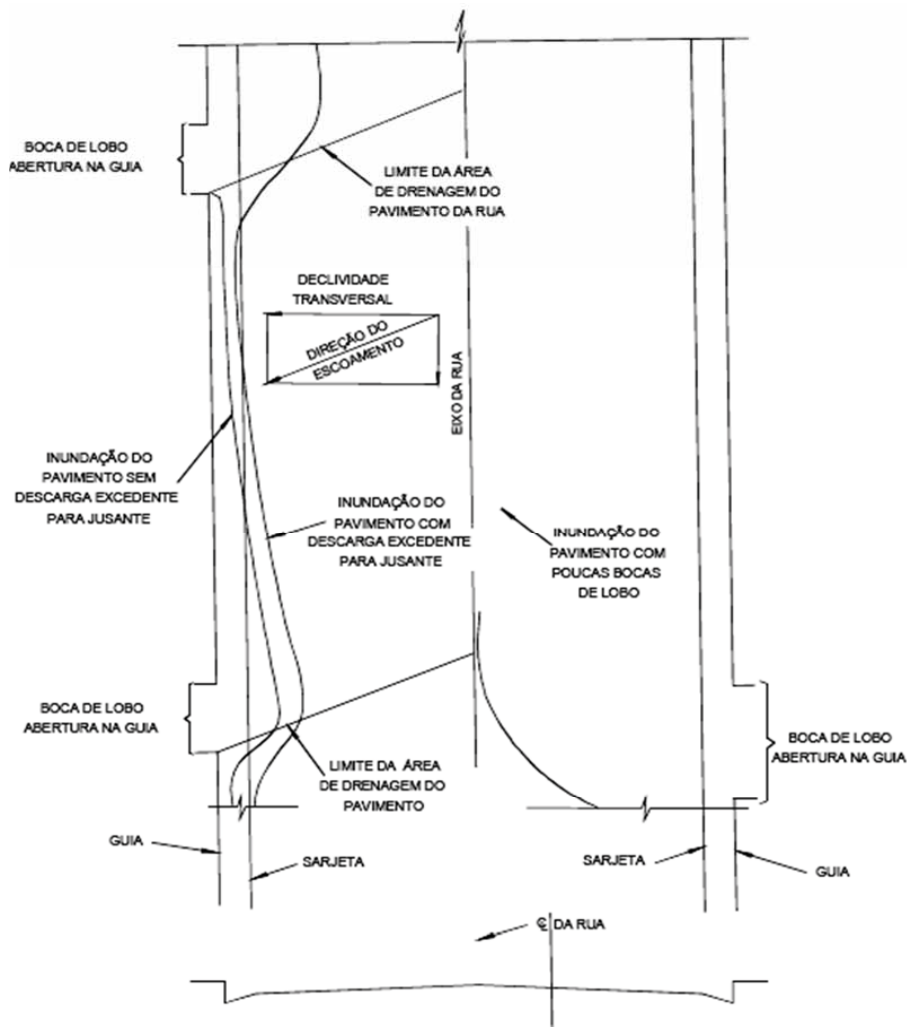 BOCA DE LOBO
ABERTURA NA GUIA
LIMITE DA ÁREA
DE DRENAGEM DO
PAVIMENTO DA RUA
DECLIVIDADE
TRANSVERSAL
DIREÇÃO DO
ESCOAMENTO
EIXO DA RUA
INUNDAÇÃO DO
PAVIMENTO SEM
DESCARGA EXCEDENTE
PARA JUSANTE
INUNDAÇÃO DO
PAVIMENTO COM
DESCARGA EXCEDENTE
PARA JUSANTE
INUNDAÇÃO DO
PAVIMENTO COM
POUCAS BOCAS
DE LOBO
BOCA DE LOBO
ABERTURA NA GUIA
BOCA DE LOBO
ABERTURA NA GUIA
LIMITE DA ÁREA
DE DRENAGEM DO
PAVIMENTO
GUIA
SARJETA
SARJETA
GUIA
℄ DA RUA